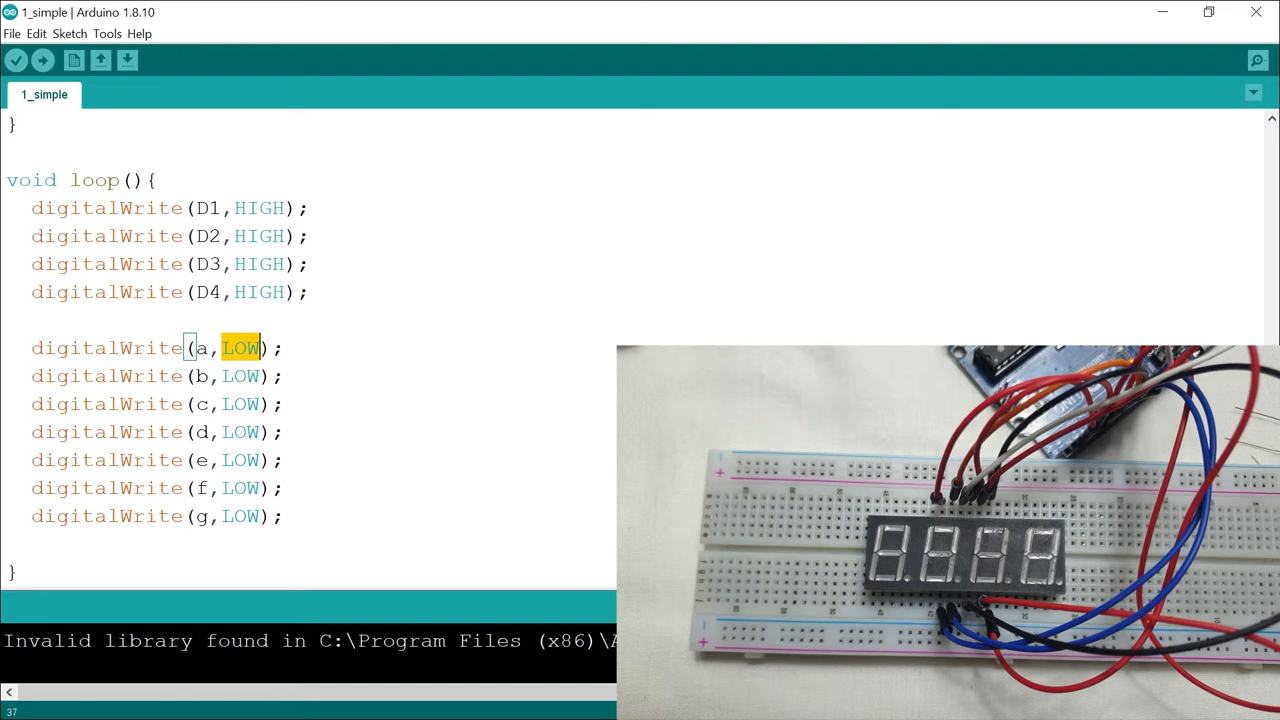 1_simple | Arduino 1.8.10
File Edit Sketch Tools Help
1_simple
}
void loop(){
digitalWrite(D1,HIGH);
digitalWrite(D2,HIGH);
digitalWrite(D3,HIGH);
digitalWrite(D4,HIGH);
digitalWrite(a,LOW);
digitalWrite(b,LOW);
digitalWrite(c,LOW);
digitalWrite(d,LOW);
digitalWrite(e,LOW);
digitalWrite(f,LOW);
digitalWrite(g,LOW);
}
Invalid library found in C:\Program Files (x86)\A
37